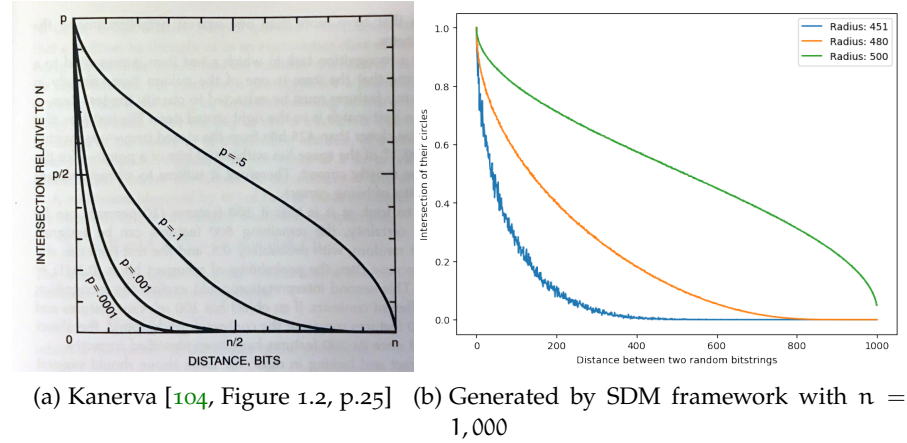 p
INTERSECTION RELATIVE TO N
p/2
p=.5
p=.1
p=.001
p=.0001
0
n/2
n
DISTANCE, BITS
Intersection of their circles
1.0
0.8
0.6
0.4
0.2
0.0
Radius: 451
Radius: 480
Radius: 500
0
200
400
600
800
1000
Distance between two random bitstrings
(a) Kanerva [104, Figure 1.2, p.25]
(b) Generated by SDM framework with n =
1,000